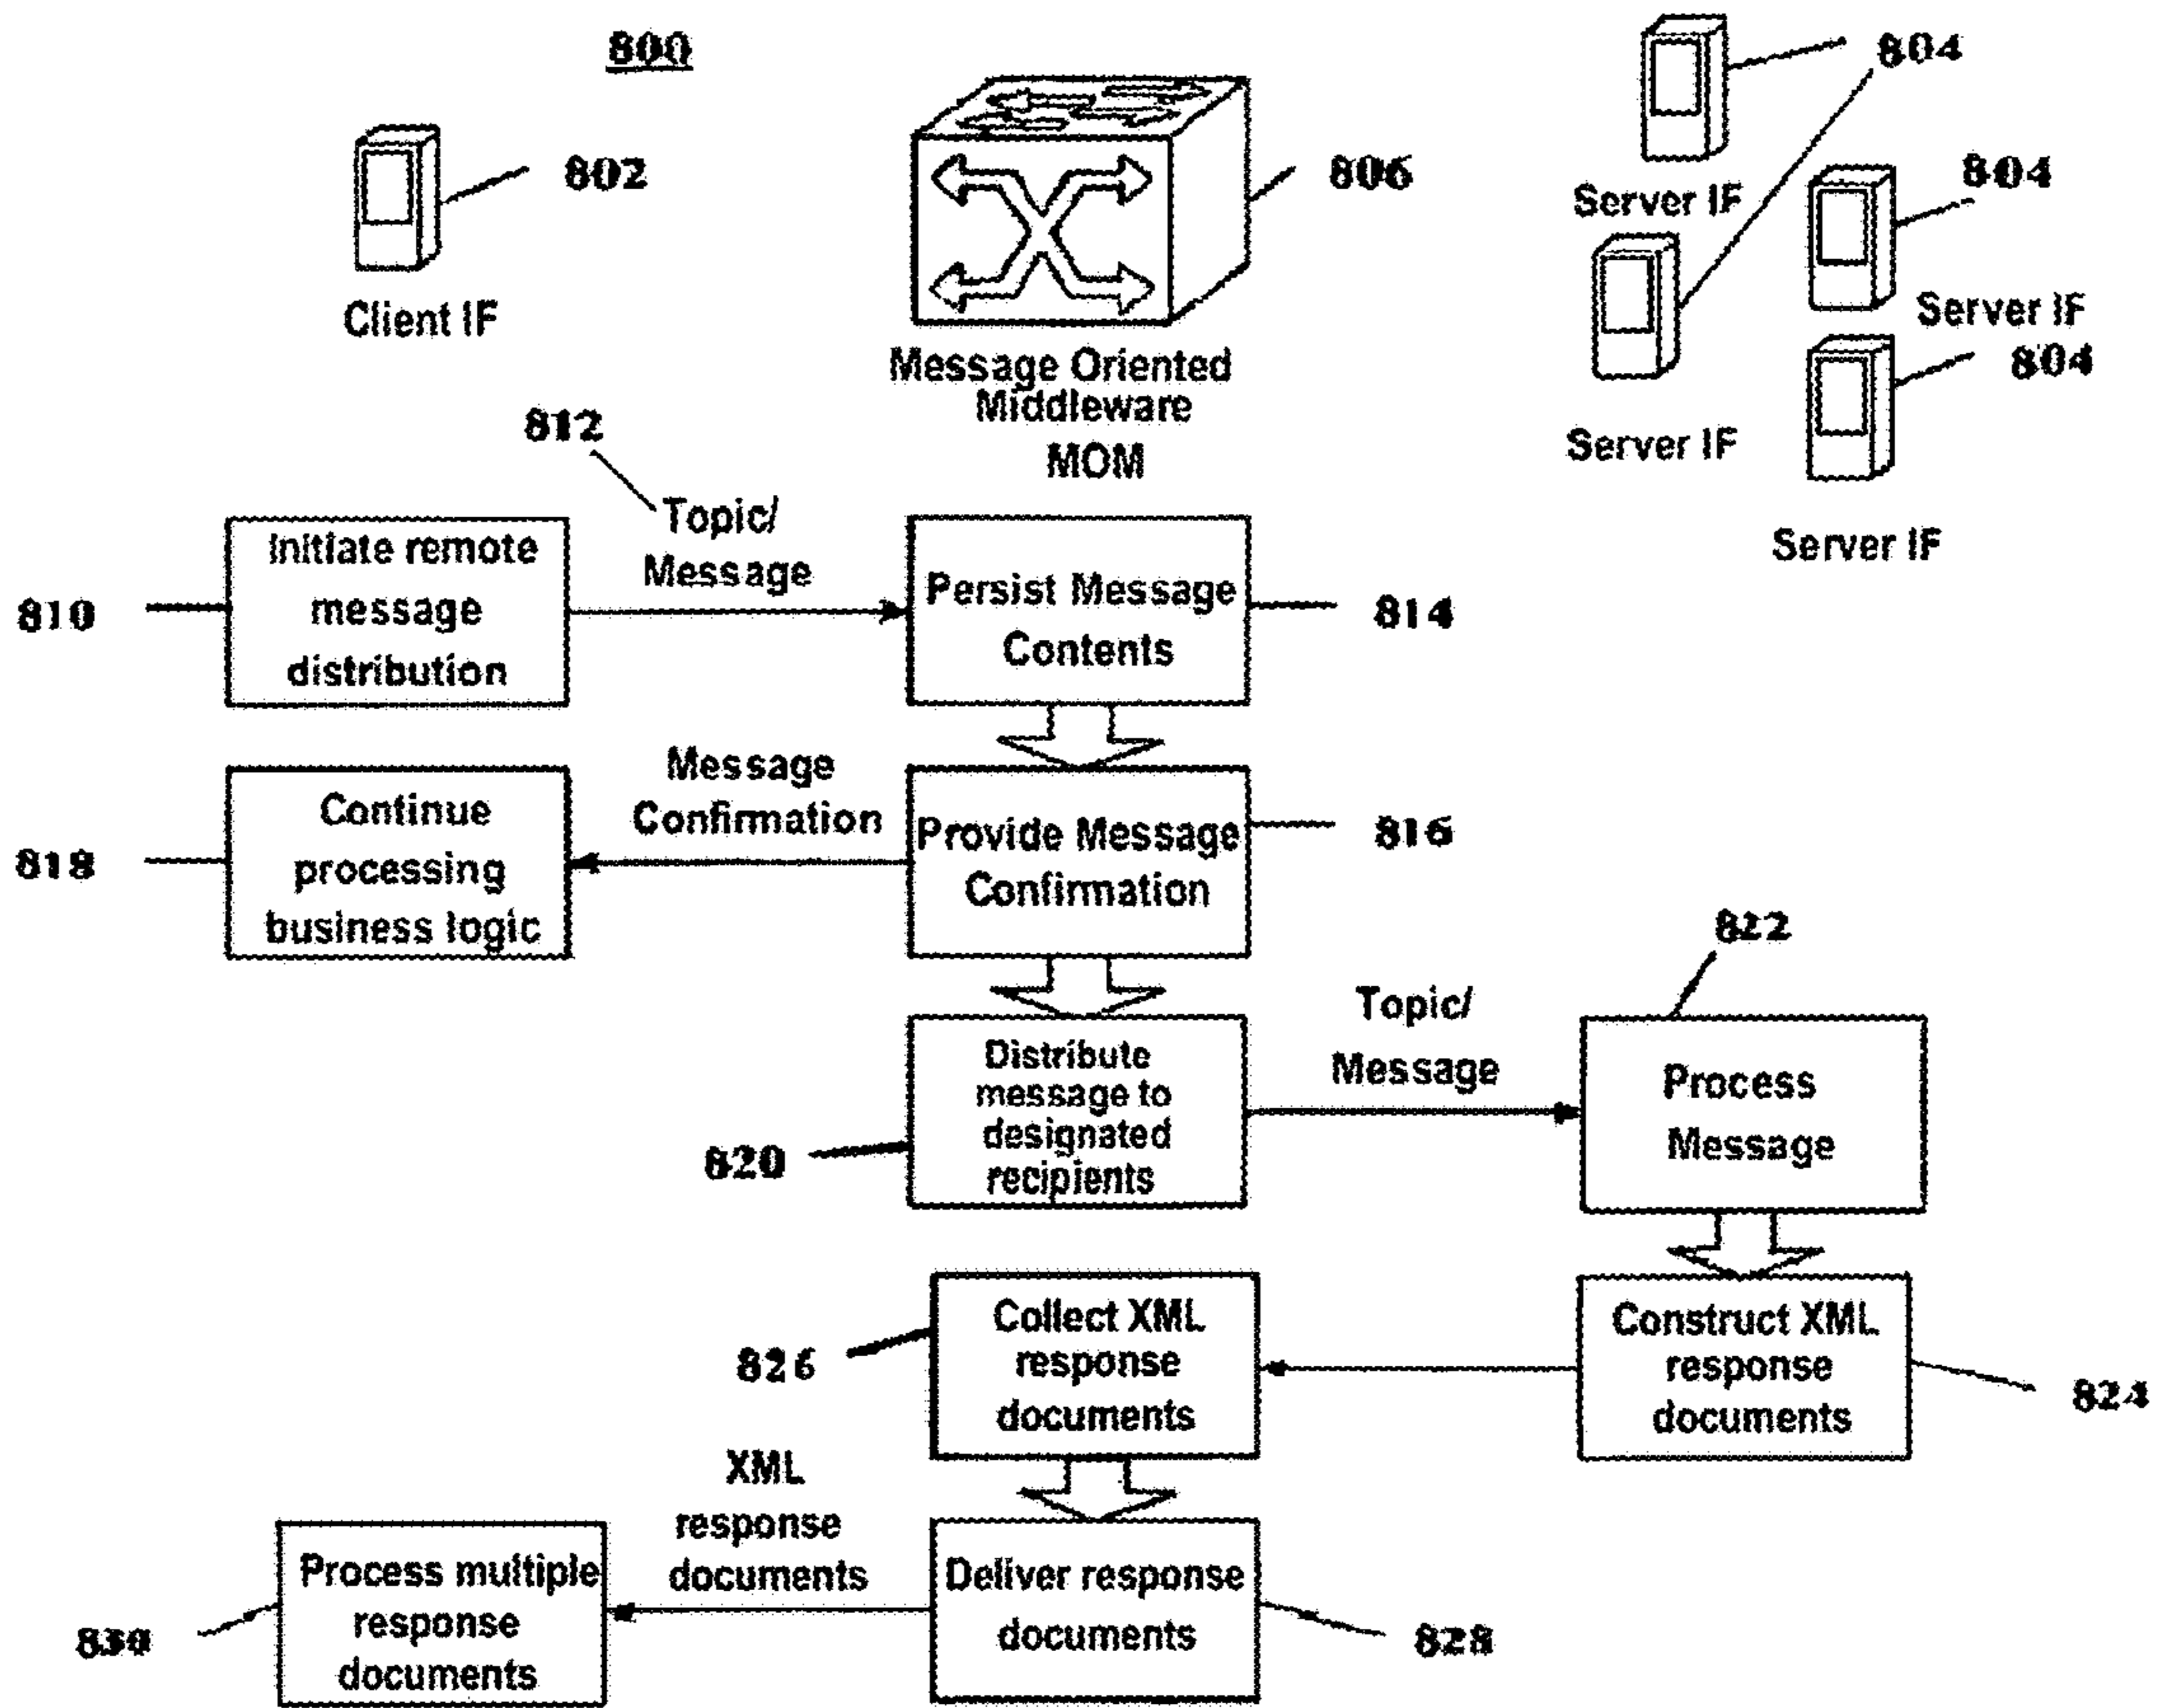 800
804
802
806
804
Server IF
Client IF
Server IF
804
Message Oriented
Middleware
MOM
Server IF
812
Topic/
Message
Server IF
810
Initiate remote
message
distribution
Persist Message
Contents
814
Message
Confirmation
818
Continue
processing
business logic
Provide Message
Confirmation
816
822
Topic/
Message
820
Distribute
message to
designated
recipients
Process
Message
826
Collect XML
response
documents
Construct XML
response
documents
824
XML
response
documents
830
Process multiple
response
documents
Deliver response
documents
828